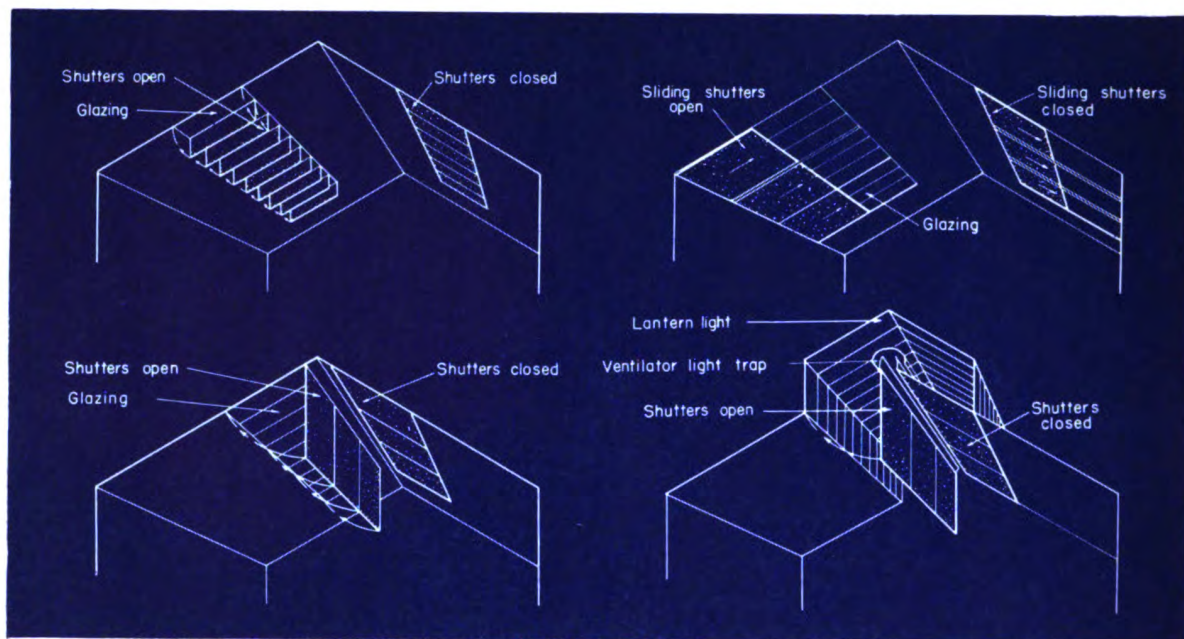 Shutters open
Glazing
Shutters closed
Sliding shutters
open
Sliding shutters
closed
Glazing
Shutters open
Glazing
Shutters closed
Lantern light
Ventilator light trap
Shutters open
Shutters
closed